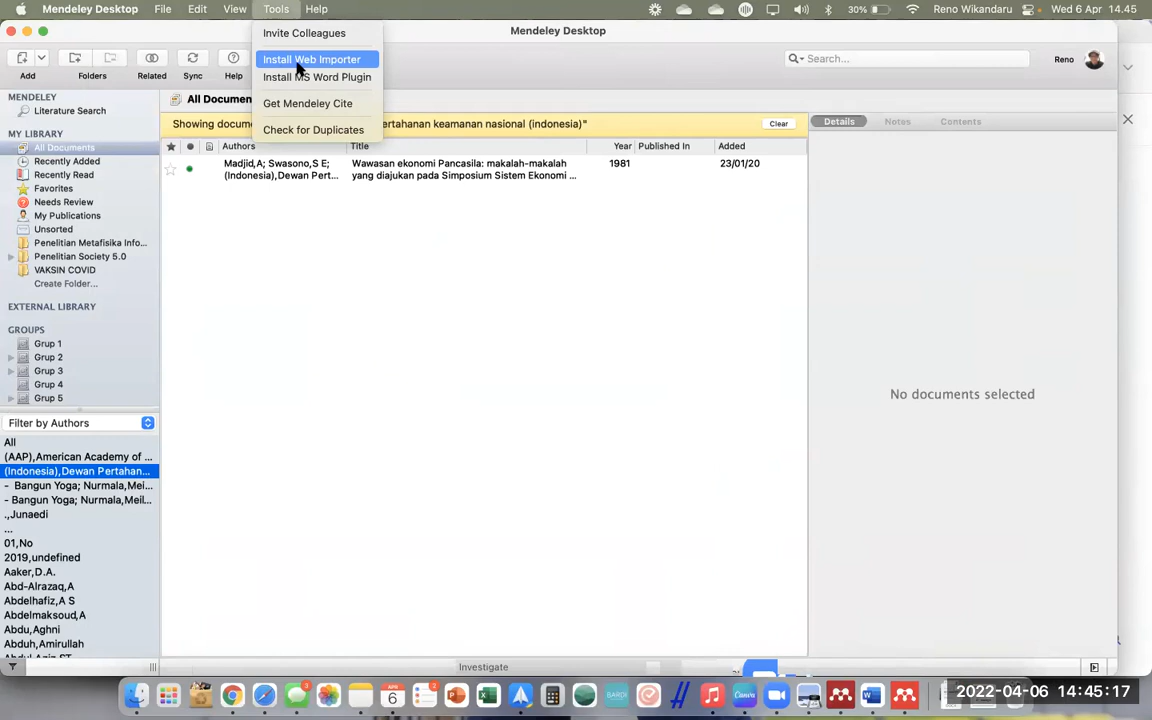 Mendeley Desktop File Edit View Tools Help 30% Reno Wikandaru Wed 6 Apr 14.45
Mendeley Desktop
Invite Colleagues
Install Web Importer
Install MS Word Plugin
Get Mendeley Cite
Check for Duplicates
Add Folders Related Sync Help
Search...
Reno
MENDELEY
Literature Search
MY LIBRARY
All Documents
Recently Added
Recently Read
Favorites
Needs Review
My Publications
Unsorted
Penelitian Metafisika Info...
Penelitian Society 5.0
VAKSIN COVID
Create Folder...
EXTERNAL LIBRARY
GROUPS
Grup 1
Grup 2
Grup 3
Grup 4
Grup 5
Filter by Authors
All
(AAP),American Academy of ...
(Indonesia),Dewan Pertahan...
- Bangun Yoga; Nurmala,Mei...
- Bangun Yoga; Nurmala,Meil...
.,Junaedi
...
01,No
2019,undefined
Aaker,D.A.
Abd-Alrazaq,A
Abdelhafiz,A S
Abdelmaksoud,A
Abdu,Aghni
Abduh,Amirullah
Abdul Aziz,ST
All Documen
Showing docume ertahanan keamanan nasional (indonesia)" Clear
Authors Title Year Published In Added
Madjid,A; Swasono,S E; Wawasan ekonomi Pancasila: makalah-makalah 1981 23/01/20
(Indonesia),Dewan Pert... yang diajukan pada Simposium Sistem Ekonomi ...
Details Notes Contents
No documents selected
Investigate
2022-04-06 14:45:17